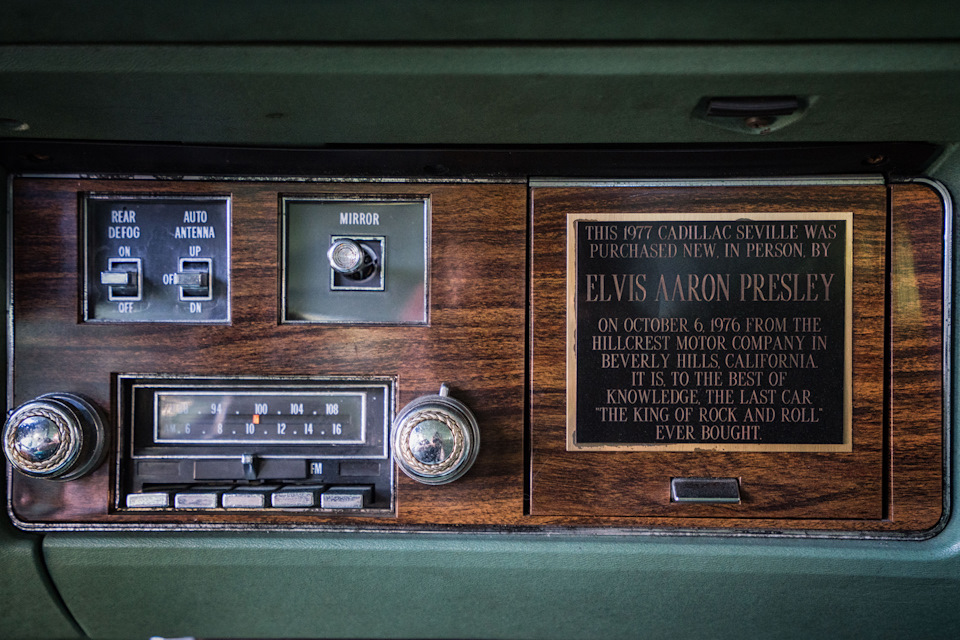 REAR DEFOG
ON
OFF
AUTO ANTENNA
UP
OFF
DN
MIRROR
94 100 104 108
6 8 10 12 14 16
FM
THIS 1977 CADILLAC SEVILLE WAS
PURCHASED NEW, IN PERSON, BY
ELVIS AARON PRESLEY
ON OCTOBER 6, 1976 FROM THE
HILLCREST MOTOR COMPANY IN
BEVERLY HILLS, CALIFORNIA.
IT IS, TO THE BEST OF
KNOWLEDGE, THE LAST CAR
"THE KING OF ROCK AND ROLL"
EVER BOUGHT.